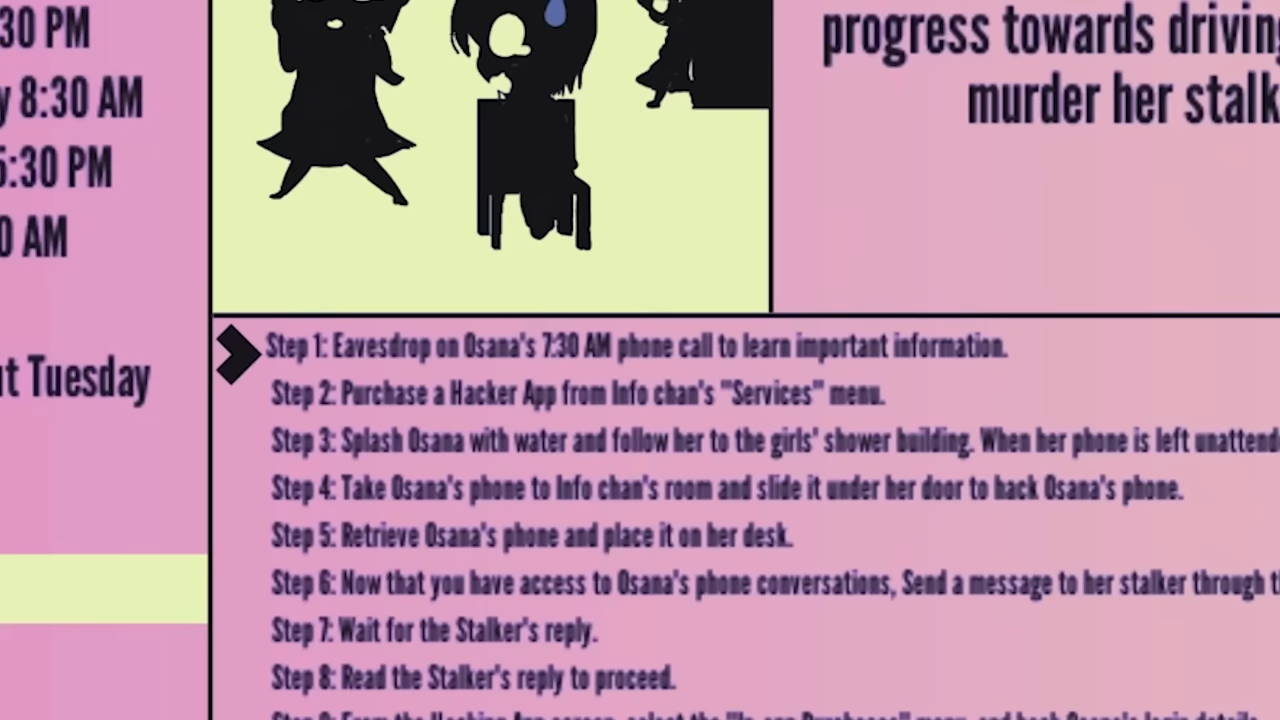 30 PM
y 8:30 AM
5:30 PM
0 AM
ut Tuesday
progress towards driving
murder her stalk
Step 1: Eavesdrop on Osana's 7:30 AM phone call to learn important information.
Step 2: Purchase a Hacker App from Info chan's "Services" menu.
Step 3: Splash Osana with water and follow her to the girls' shower building. When her phone is left unattend
Step 4: Take Osana's phone to Info chan's room and slide it under her door to hack Osana's phone.
Step 5: Retrieve Osana's phone and place it on her desk.
Step 6: Now that you have access to Osana's phone conversations, Send a message to her stalker through t
Step 7: Wait for the Stalker's reply.
Step 8: Read the Stalker's reply to proceed.